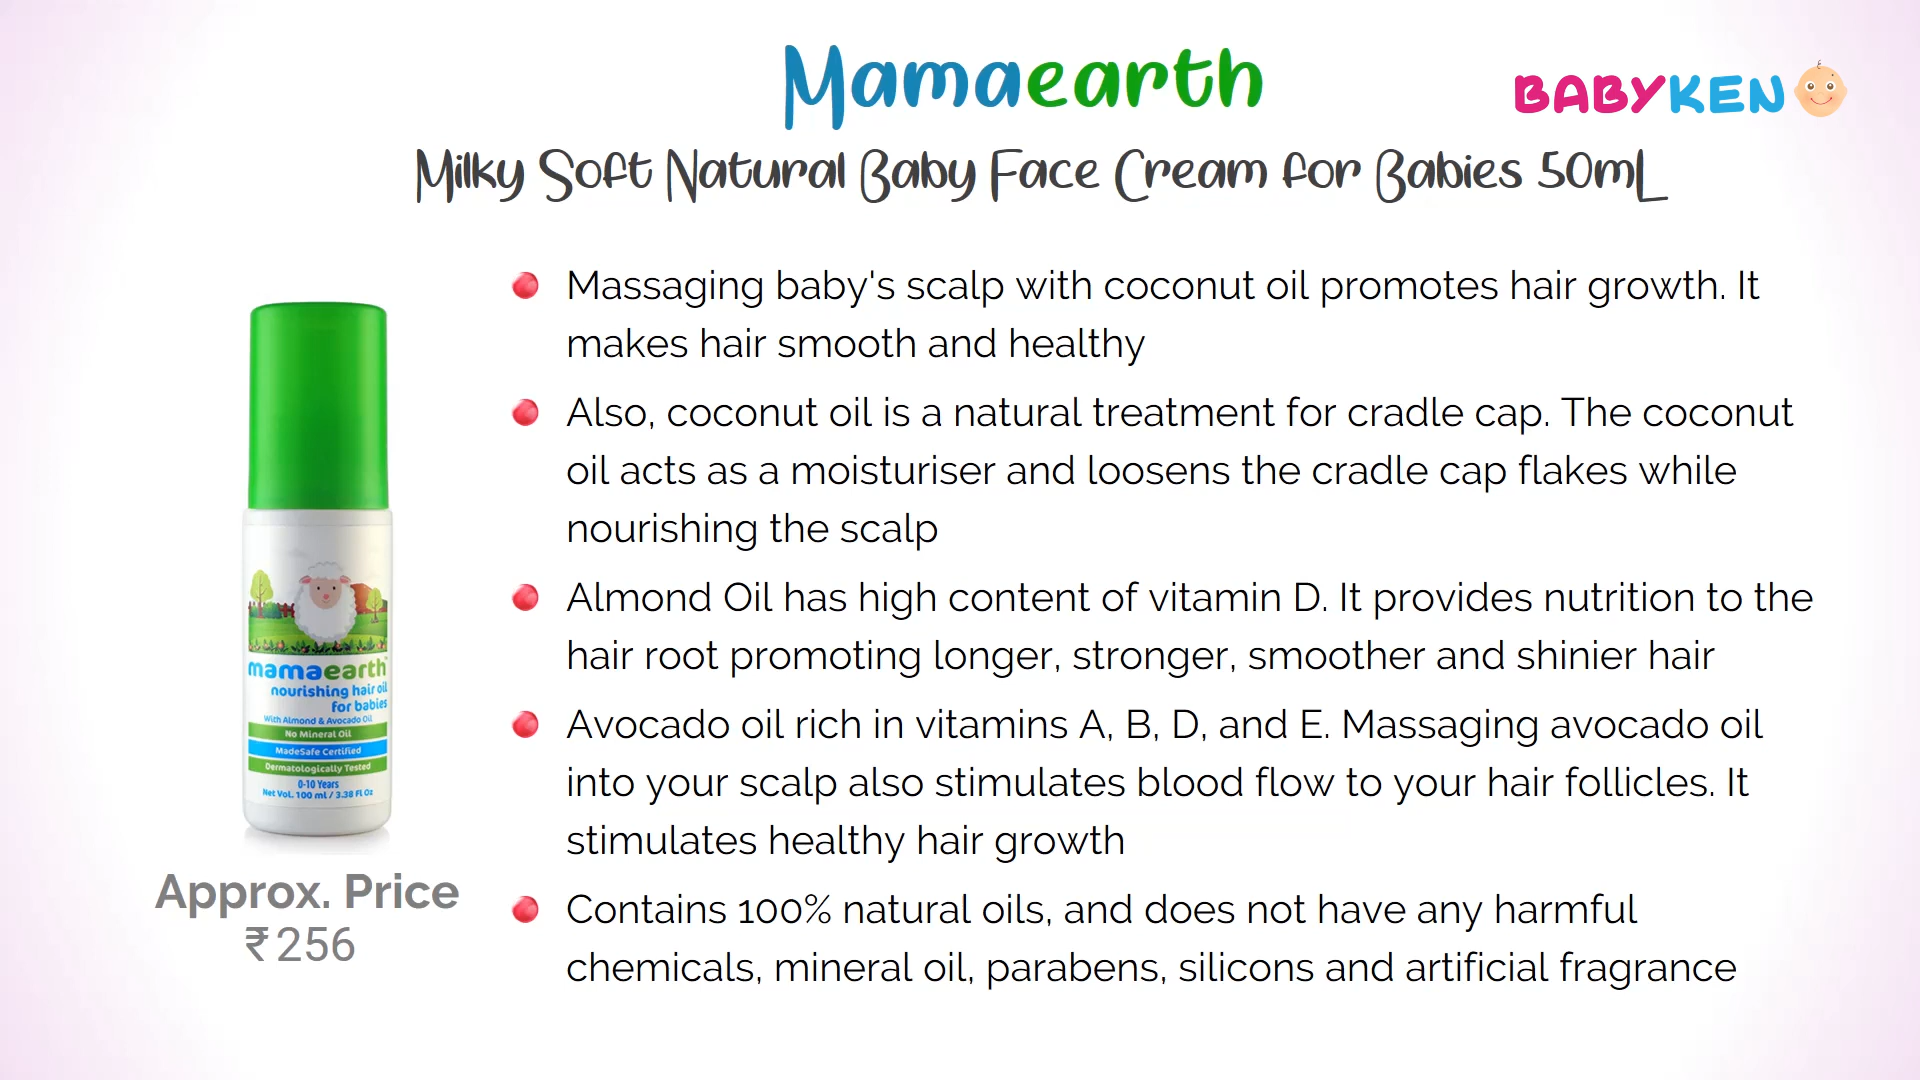 Mamaearth
BABYKEN
Milky Soft Natural Baby Face Cream for Babies 50mL
Massaging baby's scalp with coconut oil promotes hair growth. It
makes hair smooth and healthy
Also, coconut oil is a natural treatment for cradle cap. The coconut
oil acts as a moisturiser and loosens the cradle cap flakes while
nourishing the scalp
Almond Oil has high content of vitamin D. It provides nutrition to the
hair root promoting longer, stronger, smoother and shinier hair
Avocado oil rich in vitamins A, B, D, and E. Massaging avocado oil
into your scalp also stimulates blood flow to your hair follicles. It
stimulates healthy hair growth
Contains 100% natural oils, and does not have any harmful
chemicals, mineral oil, parabens, silicons and artificial fragrance
mamaearth™
nourishing hair oil
for babies
With Almond & Avocado Oil
No Mineral Oil
MadeSafe Certified
Dermatologically Tested
0-10 Years
Net Vol. 100 ml / 3.38 Fl Oz
Approx. Price
₹256